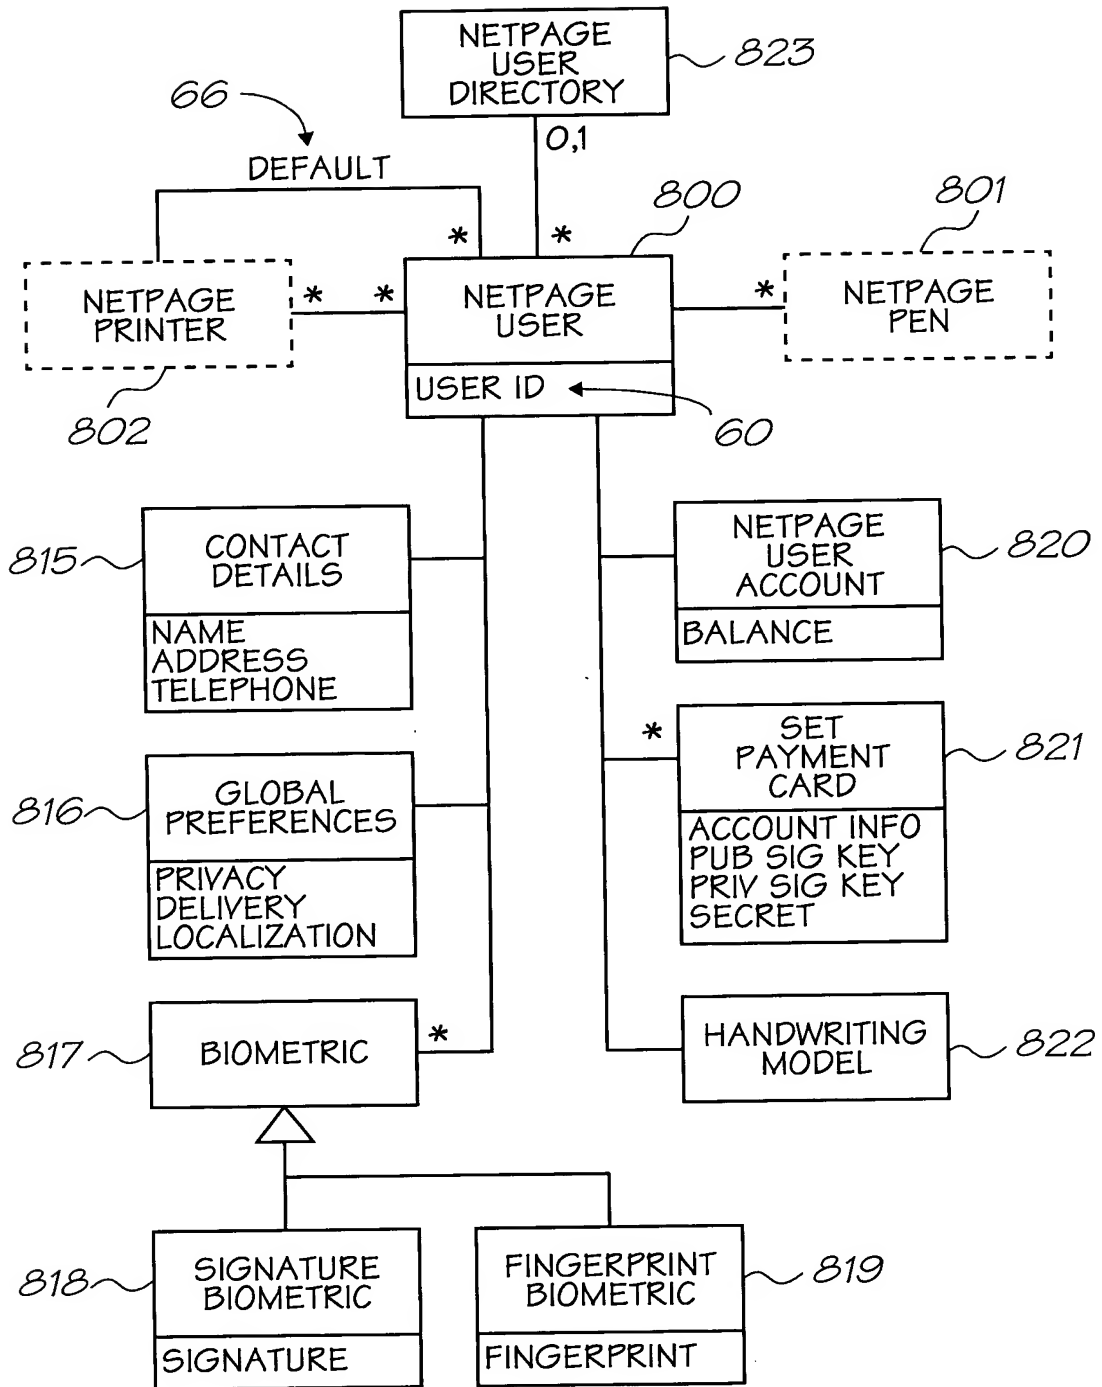 NETPAGE
USER
DIRECTORY
823
66
0,1
DEFAULT
800
801
*
*
NETPAGE
PRINTER
*
*
NETPAGE
USER
*
NETPAGE
PEN
USER ID
802
60
815
CONTACT
DETAILS
NAME
ADDRESS
TELEPHONE
NETPAGE
USER
ACCOUNT
820
BALANCE
816
GLOBAL
PREFERENCES
PRIVACY
DELIVERY
LOCALIZATION
*
SET
PAYMENT
CARD
821
ACCOUNT INFO
PUB SIG KEY
PRIV SIG KEY
SECRET
817
BIOMETRIC
*
HANDWRITING
MODEL
822
818
SIGNATURE
BIOMETRIC
SIGNATURE
FINGERPRINT
BIOMETRIC
819
FINGERPRINT